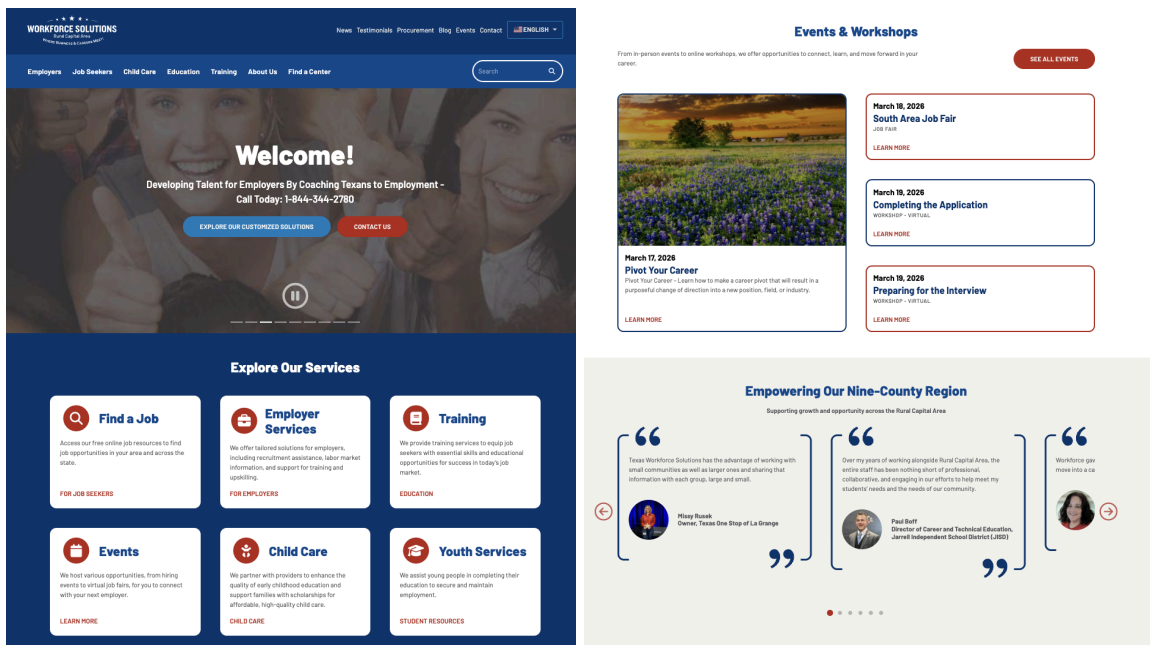 WORKFORCE SOLUTIONS
Rural Capital Area
WHERE BUSINESS & CAREERS MEET
News Testimonials Procurement Blog Events Contact ENGLISH
Employers Job Seekers Child Care Education Training About Us Find a Center
Search
Welcome!
Developing Talent for Employers By Coaching Texans to Employment -
Call Today: 1-844-344-2780
EXPLORE OUR CUSTOMIZED SOLUTIONS CONTACT US
Explore Our Services
Find a Job
Access our free online job resources to find
job opportunities in your area and across the
state.
FOR JOB SEEKERS
Employer
Services
We offer tailored solutions for employers,
including recruitment assistance, labor market
information, and support for training and
upskilling.
FOR EMPLOYERS
Training
We provide training services to equip job
seekers with essential skills and educational
opportunities for success in today's job
market.
EDUCATION
Events
We host various opportunities, from hiring
events to virtual job fairs, for you to connect
with your next employer.
LEARN MORE
Child Care
We partner with providers to enhance the
quality of early childhood education and
support families with scholarships for
affordable, high-quality child care.
CHILD CARE
Youth Services
We assist young people in completing their
education to secure and maintain
employment.
STUDENT RESOURCES
Events & Workshops
From in-person events to online workshops, we offer opportunities to connect, learn, and move forward in your
career.
SEE ALL EVENTS
March 17, 2026
Pivot Your Career
Pivot Your Career - Learn how to make a career pivot that will result in a
purposeful change of direction into a new position, field, or industry.
LEARN MORE
March 18, 2026
South Area Job Fair
JOB FAIR
LEARN MORE
March 19, 2026
Completing the Application
WORKSHOP - VIRTUAL
LEARN MORE
March 19, 2026
Preparing for the Interview
WORKSHOP - VIRTUAL
LEARN MORE
Empowering Our Nine-County Region
Supporting growth and opportunity across the Rural Capital Area
“
Texas Workforce Solutions has the advantage of working with
small communities as well as larger ones and sharing that
information with each group, large and small.
Missy Rusek
Owner, Texas One Stop of La Grange
”
“
Over my years of working alongside Rural Capital Area, the
entire staff has been nothing short of professional,
collaborative, and engaging in our efforts to help meet my
students' needs and the needs of our community.
Paul Boff
Director of Career and Technical Education,
Jarrell Independent School District (JISD)
”
“
Workforce gav
move into a ca